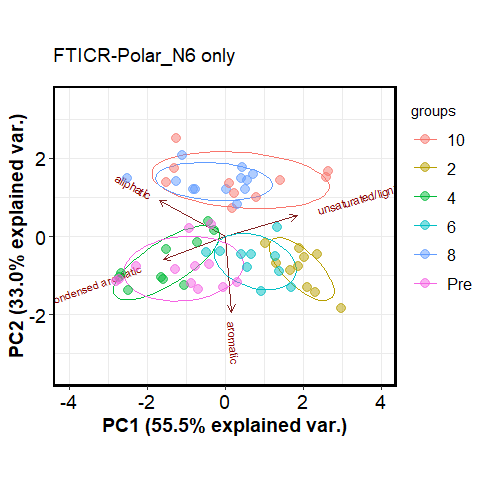 FTICR-Polar_N6 only
groups
10
2
4
6
8
Pre
aliphatic
unsaturated/lign
ondensed aromatic
aromatic
2
0
-2
-4
-2
0
2
4
PC1 (55.5% explained var.)
PC2 (33.0% explained var.)